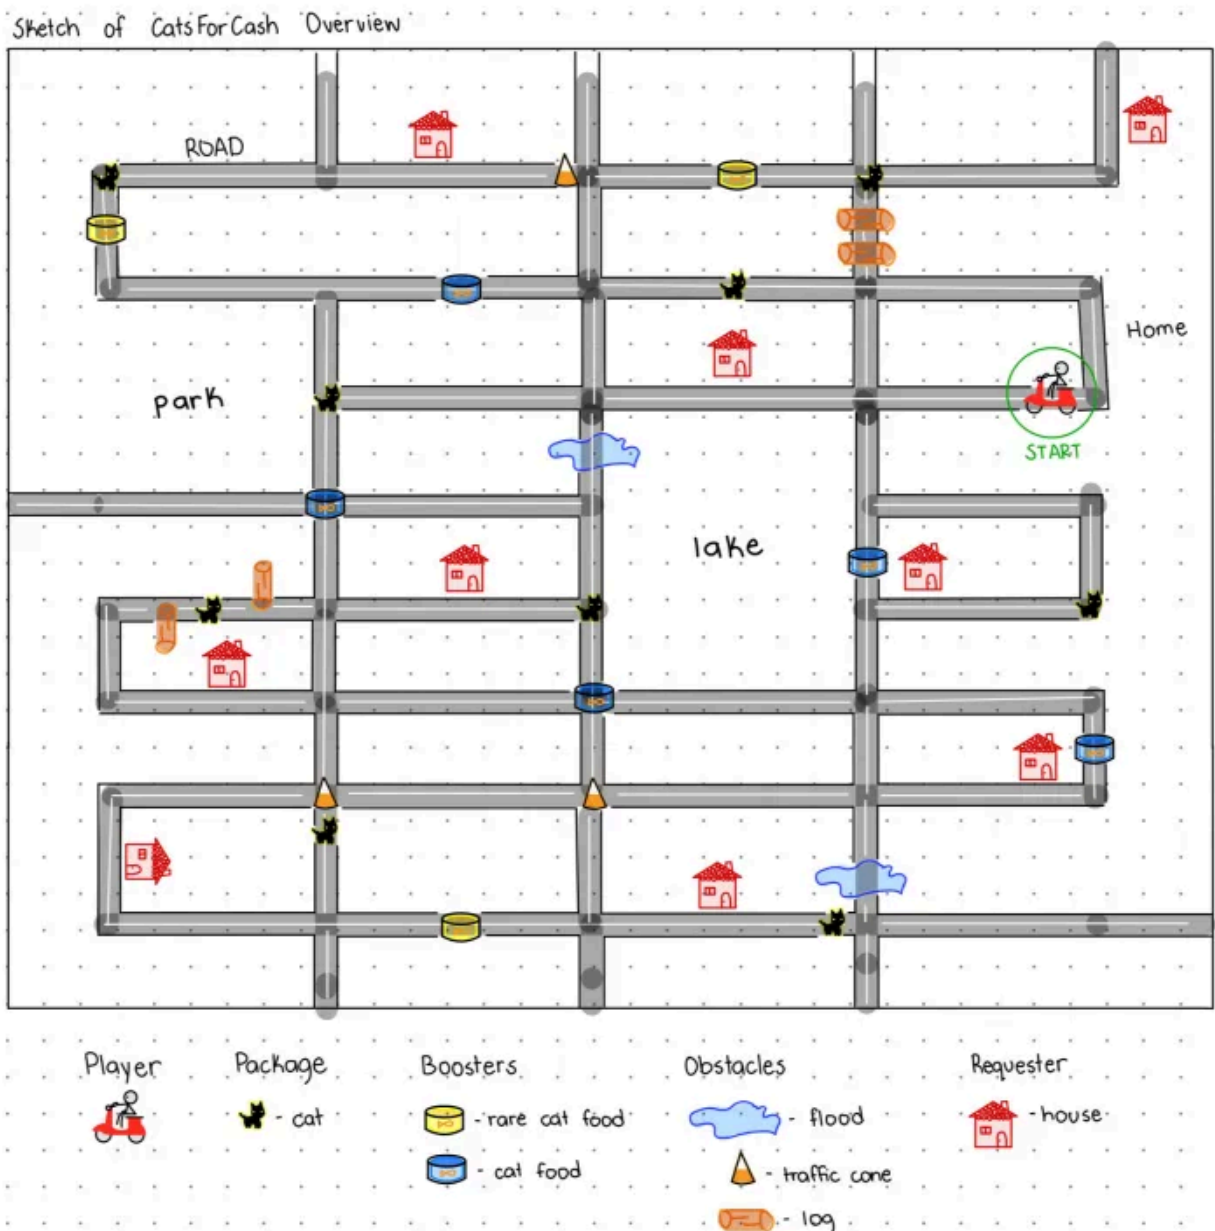 Sketch of CatsForCash Overview
ROAD
Home
park
START
lake
Player Package Boosters Obstacles Requester
- cat - rare cat food - flood - house
- cat food - traffic cone
- log